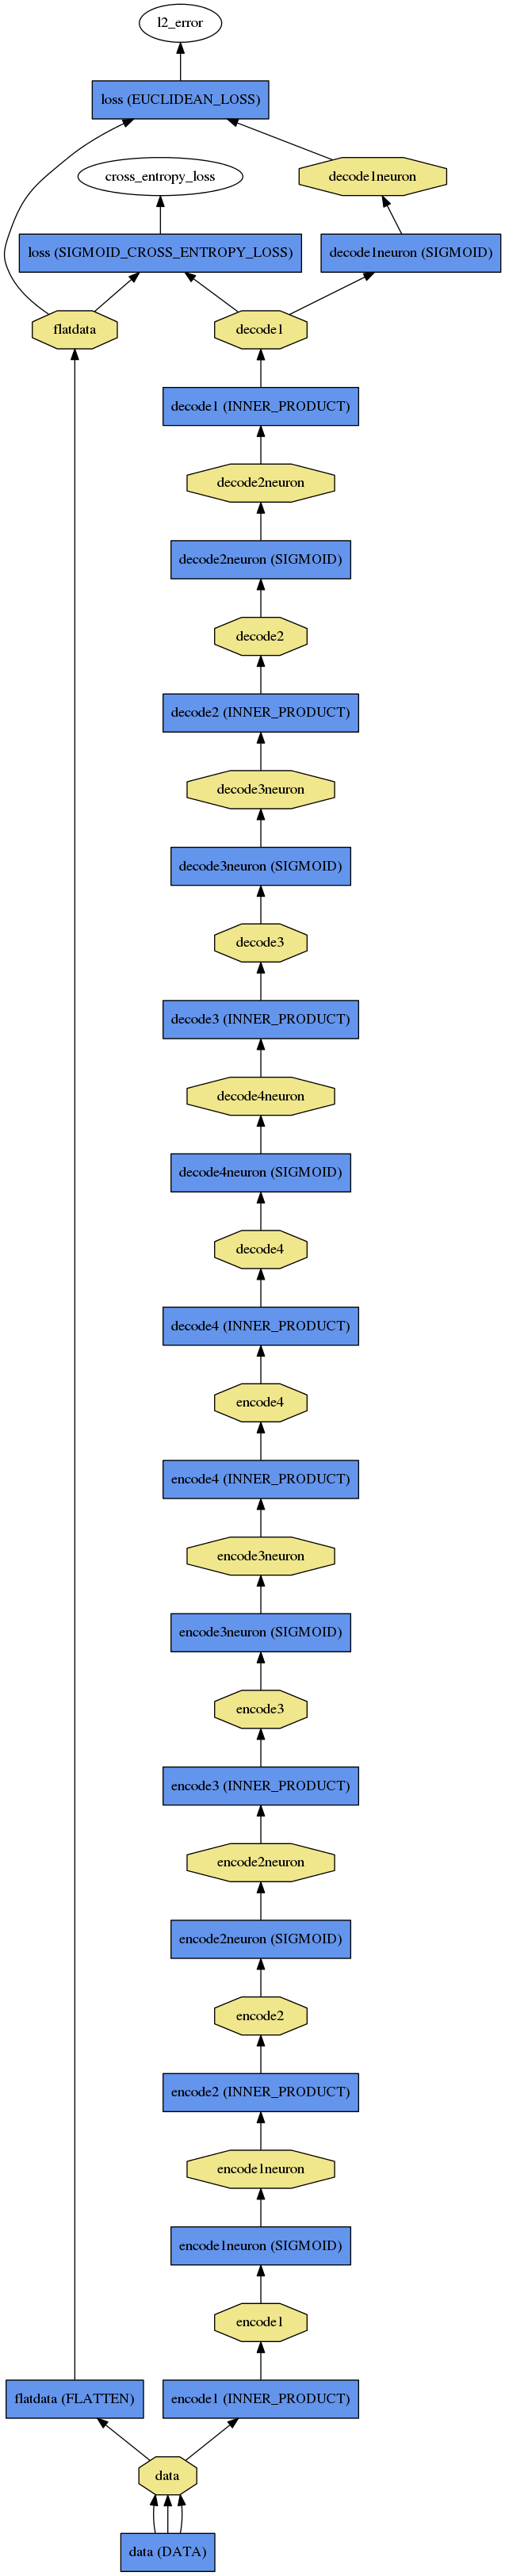 l2_error
loss (EUCLIDEAN_LOSS)
cross_entropy_loss
decode1neuron
loss (SIGMOID_CROSS_ENTROPY_LOSS)
decode1neuron (SIGMOID)
flatdata
decode1
decode1 (INNER_PRODUCT)
decode2neuron
decode2neuron (SIGMOID)
decode2
decode2 (INNER_PRODUCT)
decode3neuron
decode3neuron (SIGMOID)
decode3
decode3 (INNER_PRODUCT)
decode4neuron
decode4neuron (SIGMOID)
decode4
decode4 (INNER_PRODUCT)
encode4
encode4 (INNER_PRODUCT)
encode3neuron
encode3neuron (SIGMOID)
encode3
encode3 (INNER_PRODUCT)
encode2neuron
encode2neuron (SIGMOID)
encode2
encode2 (INNER_PRODUCT)
encode1neuron
encode1neuron (SIGMOID)
encode1
flatdata (FLATTEN)
encode1 (INNER_PRODUCT)
data
data (DATA)